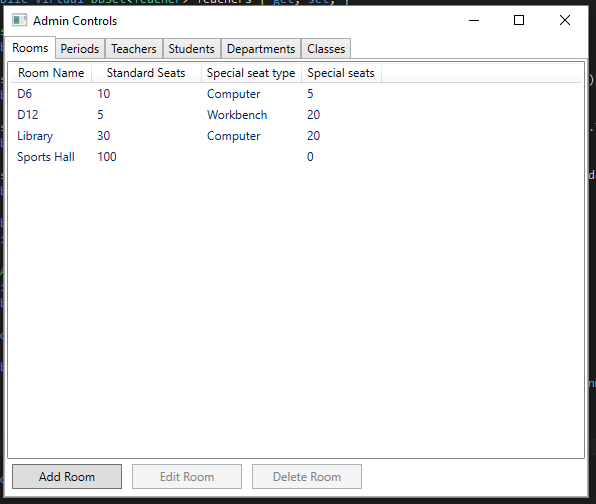 Admin Controls
Rooms Periods Teachers Students Departments Classes
Room Name Standard Seats Special seat type Special seats
D6 10 Computer 5
D12 5 Workbench 20
Library 30 Computer 20
Sports Hall 100 0
Add Room Edit Room Delete Room